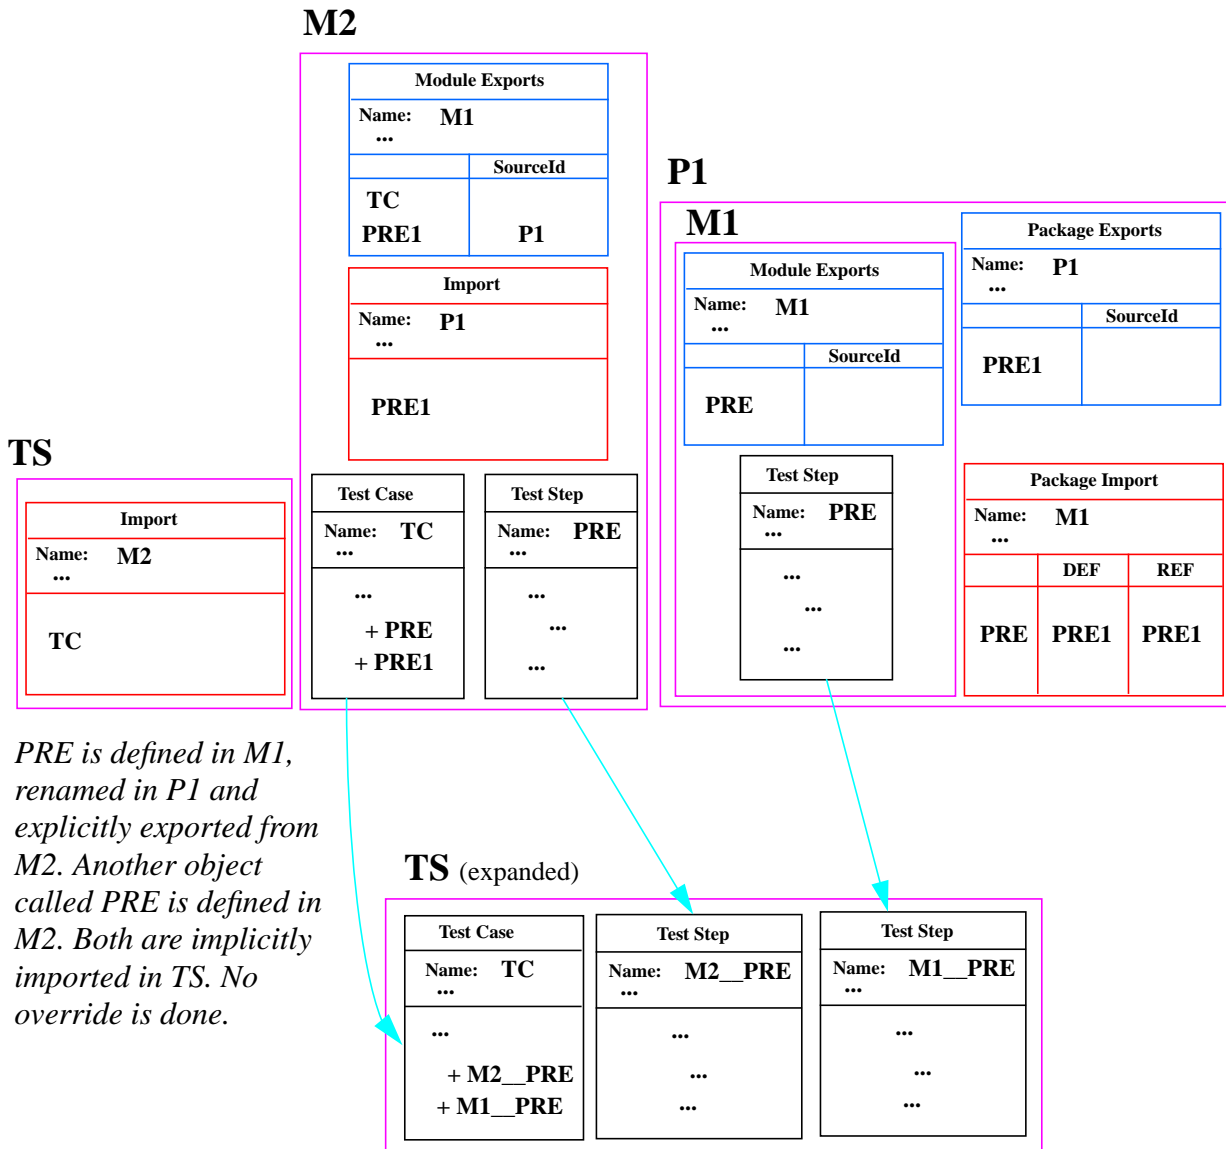 M2
Module Exports
Name: M1
...
SourceId
TC
PRE1 P1
Import
Name: P1
...
PRE1
Test Case
Name: TC
...
...
+ PRE
+ PRE1
Test Step
Name: PRE
...
...
...
...
P1
M1
Module Exports
Name: M1
...
SourceId
PRE
Test Step
Name: PRE
...
...
...
...
Package Exports
Name: P1
...
SourceId
PRE1
Package Import
Name: M1
...
DEF REF
PRE PRE1 PRE1
TS
Import
Name: M2
...
TC
PRE is defined in M1,
renamed in P1 and
explicitly exported from
M2. Another object
called PRE is defined in
M2. Both are implicitly
imported in TS. No
override is done.
TS (expanded)
Test Case
Name: TC
...
...
+ M2__PRE
+ M1__PRE
Test Step
Name: M2__PRE
...
...
...
...
Test Step
Name: M1__PRE
...
...
...
...